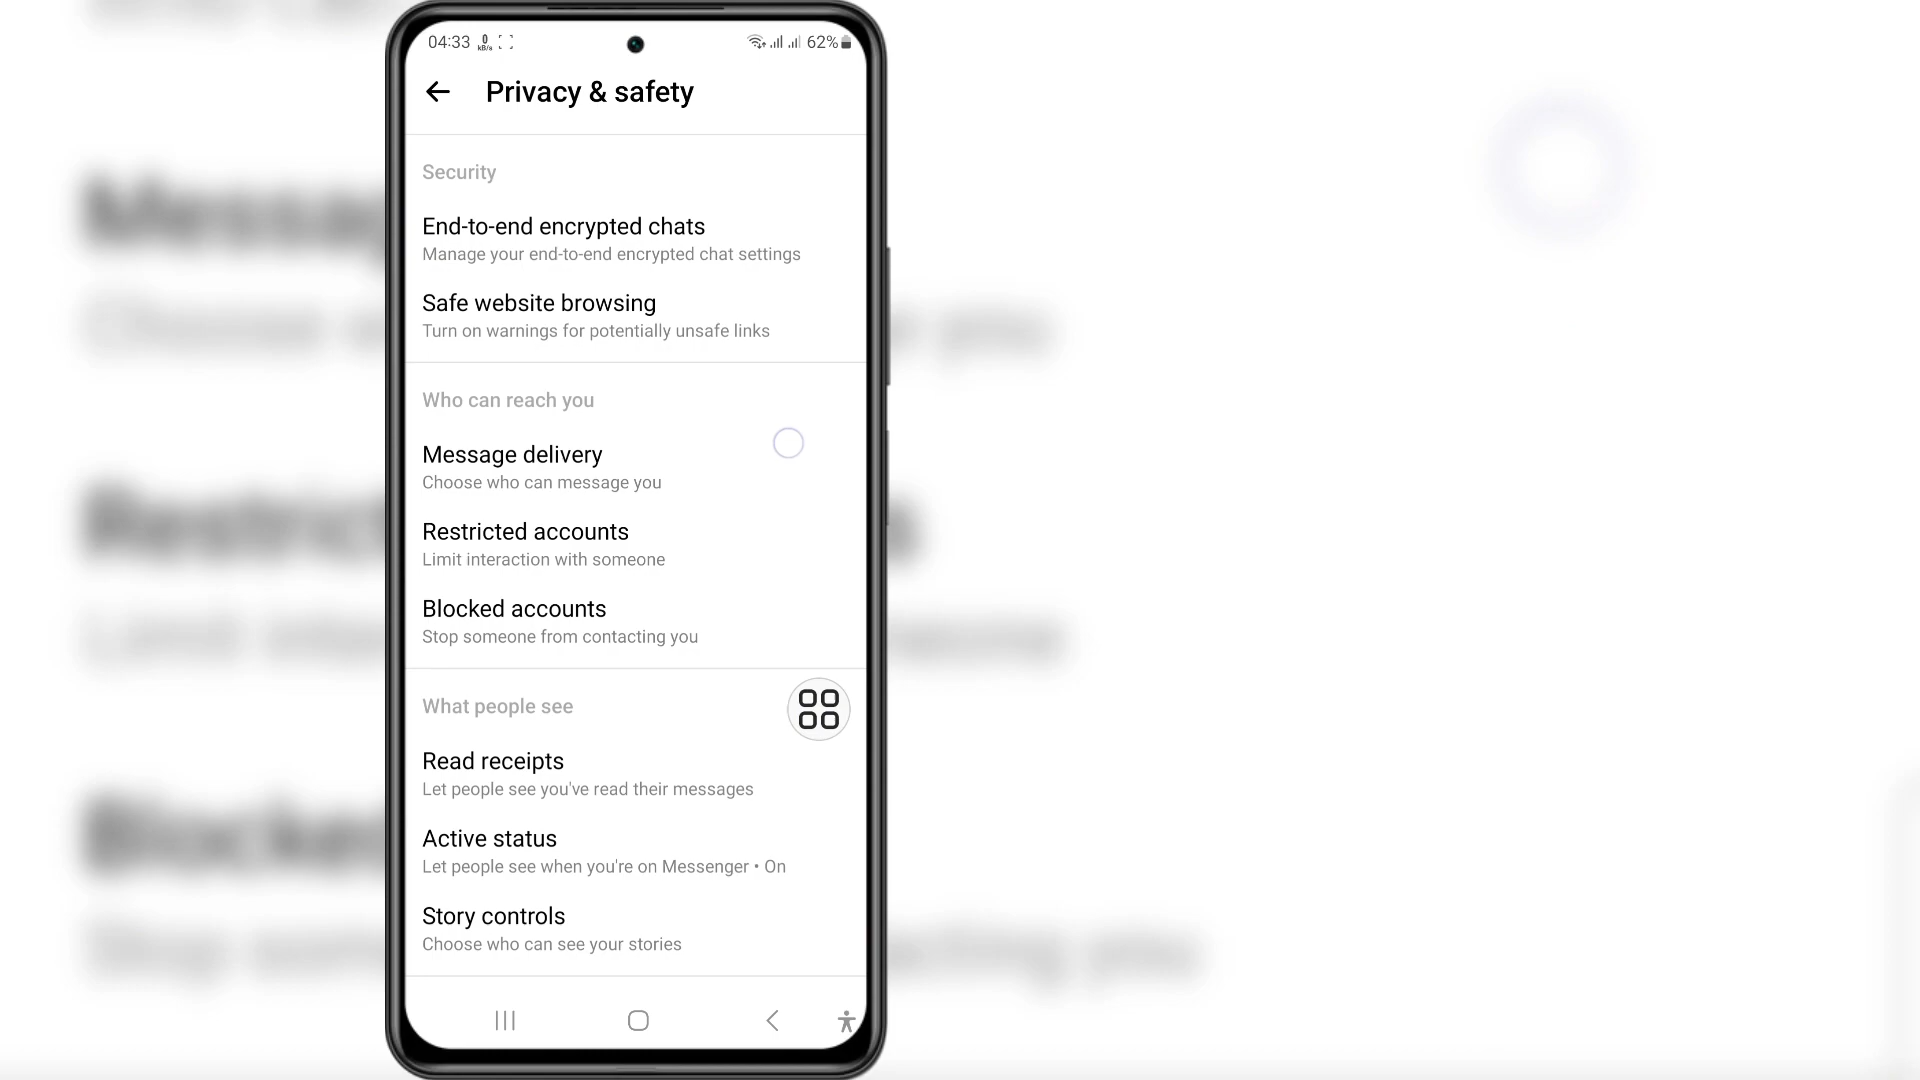 04:33 0 kB/s 62%
Privacy & safety
Security
End-to-end encrypted chats
Manage your end-to-end encrypted chat settings
Safe website browsing
Turn on warnings for potentially unsafe links
Who can reach you
Message delivery
Choose who can message you
Restricted accounts
Limit interaction with someone
Blocked accounts
Stop someone from contacting you
What people see
Read receipts
Let people see you've read their messages
Active status
Let people see when you're on Messenger • On
Story controls
Choose who can see your stories